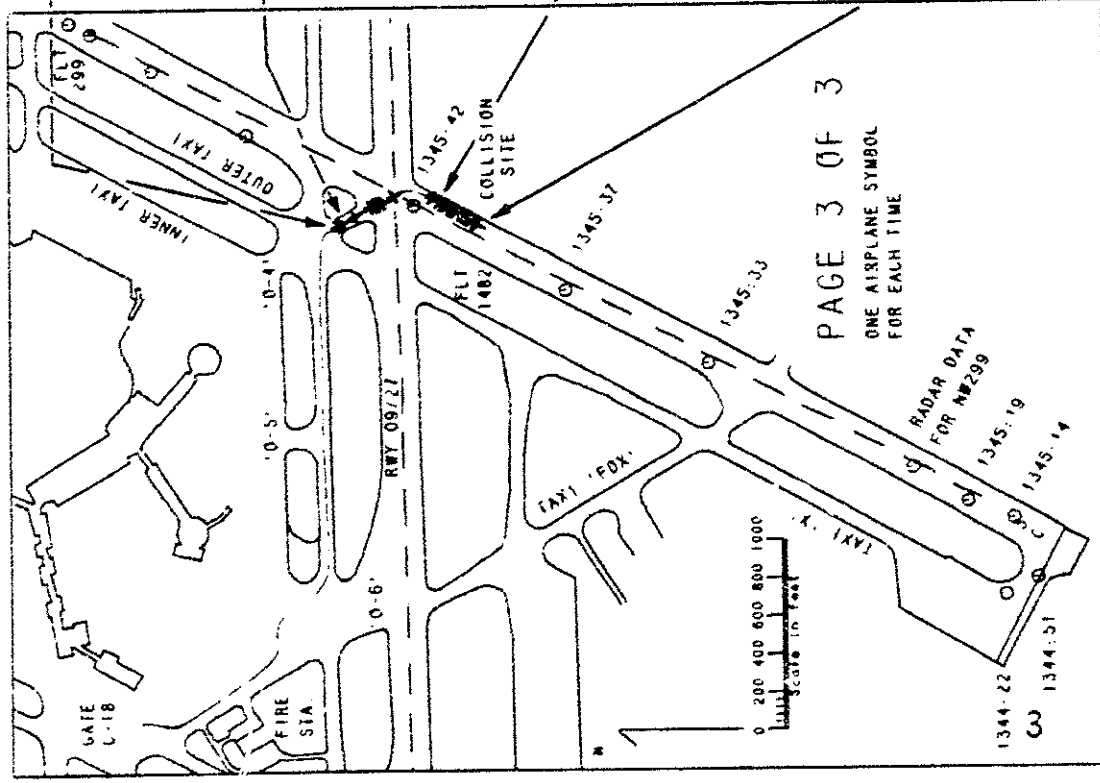 FLT
299
OUTER TAXI
INNER TAXI
'O-4'
'O-5'
1345:42
COLLISION
SITE
RWY 09/27
FLT
1482
1345:37
'O-6'
GATE
C-18
FIRE
STA.
TAXI 'FOX'
1345:33
PAGE 3 OF 3
ONE AIRPLANE SYMBOL
FOR EACH TIME
RADAR DATA
FOR NW299
TAXI 'X'
1345:19
1345:14
0 200 400 600 800 1000
Scale in Feet
N
3 C
1344:22
3
1344:51